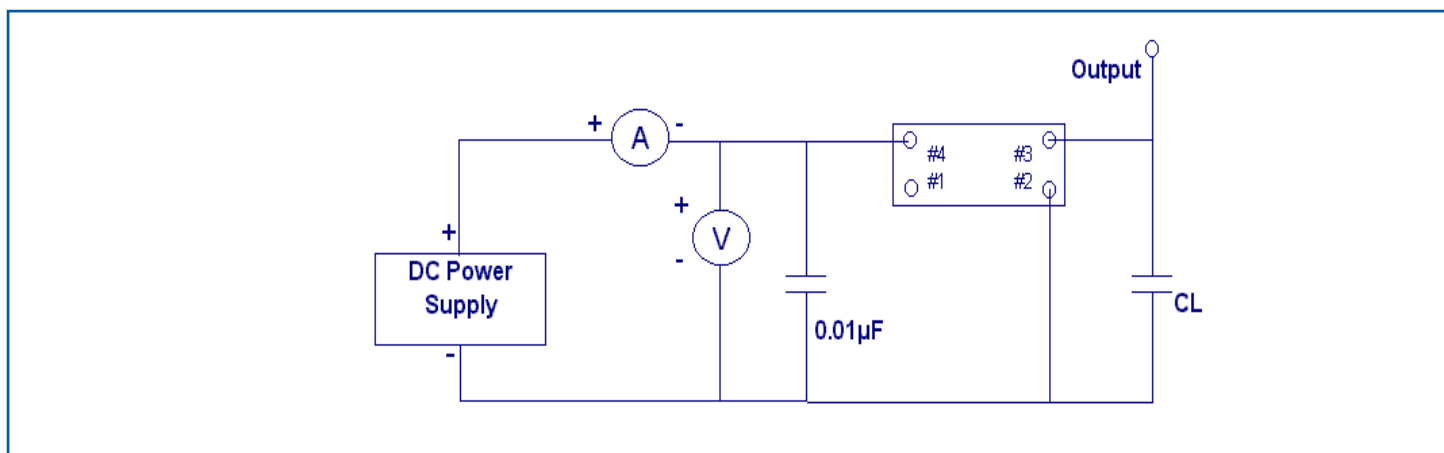 Output
+ A -
#4 #3
#1 #2
+
V
-
+
DC Power
Supply
-
0.01µF
CL